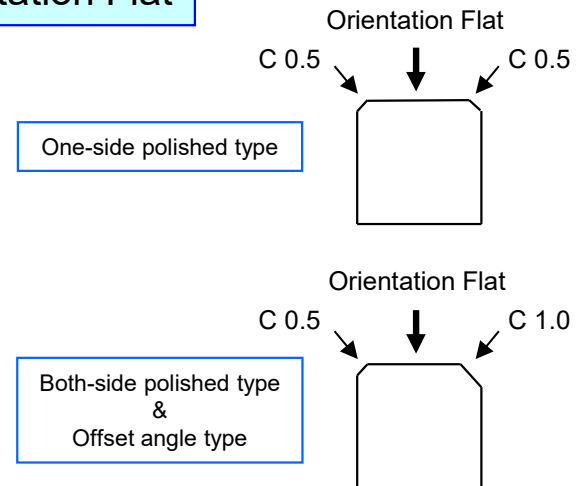 Flat
Orientation Flat
C 0.5
C 0.5
One-side polished type
Orientation Flat
C 0.5
C 1.0
Both-side polished type
&
Offset angle type